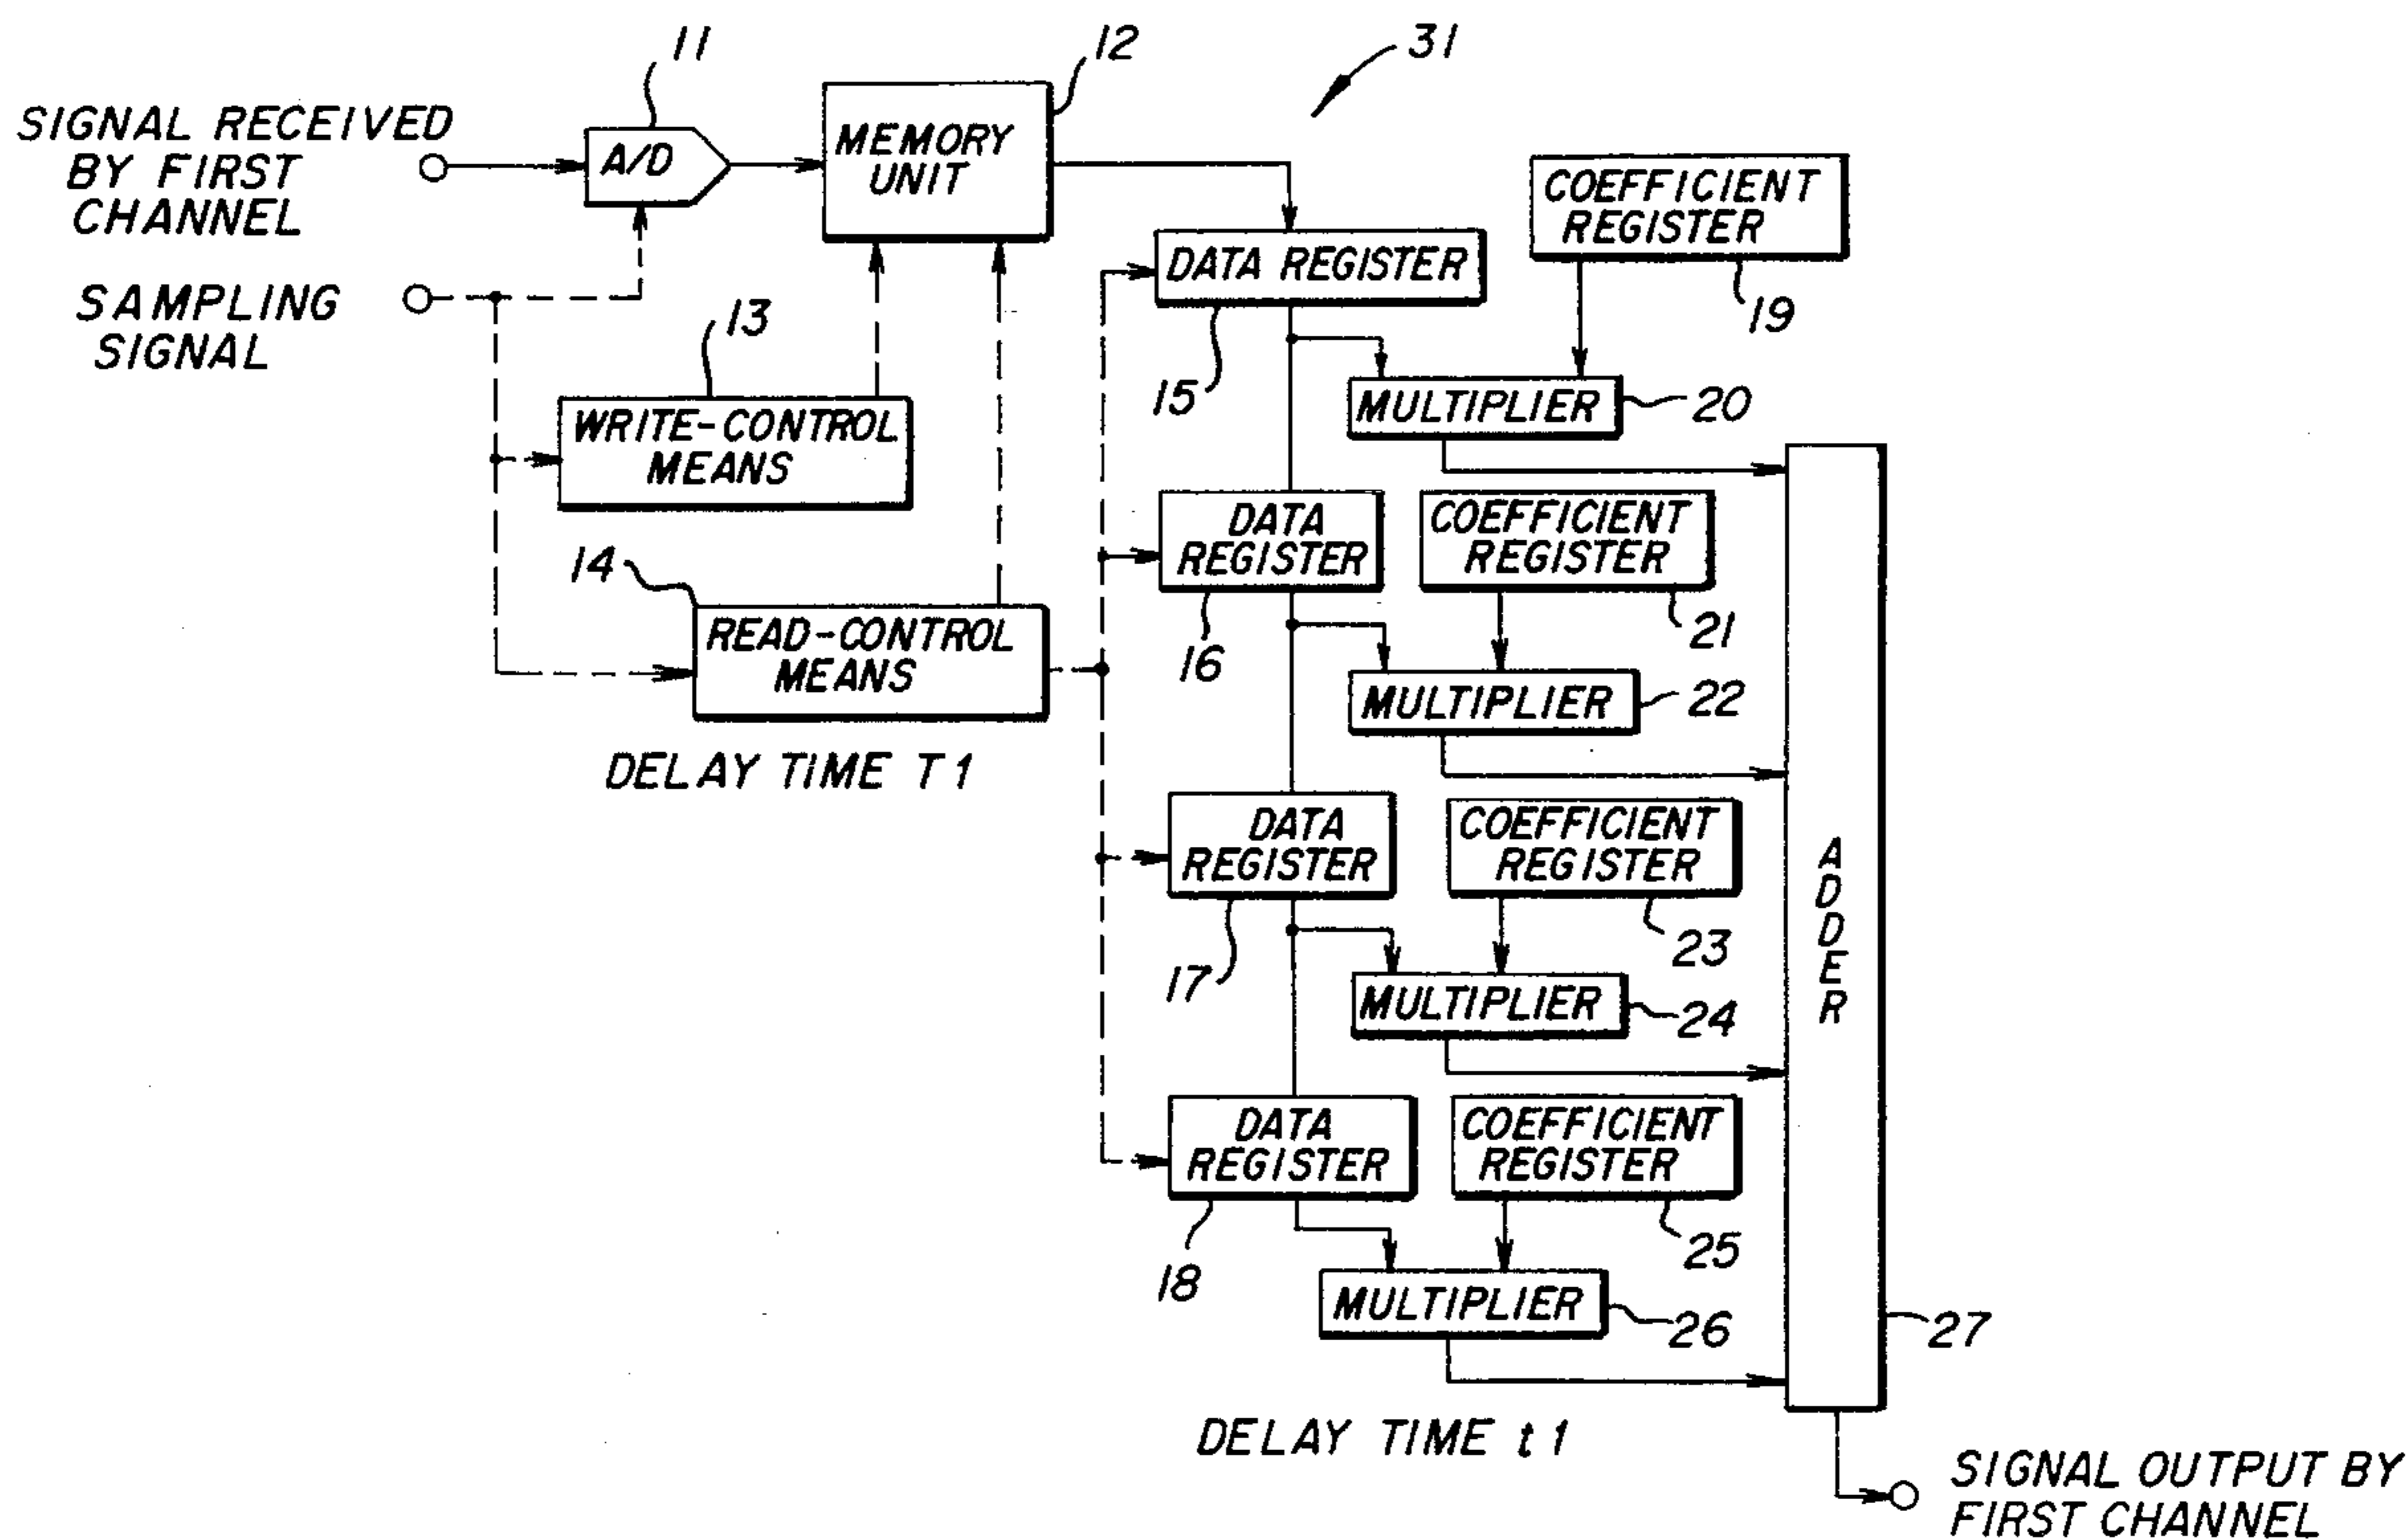 11
12
31
SIGNAL RECEIVED
BY FIRST
CHANNEL
A/D
MEMORY
UNIT
COEFFICIENT
REGISTER
19
SAMPLING
SIGNAL
DATA REGISTER
15
13
WRITE-CONTROL
MEANS
MULTIPLIER
20
14
READ-CONTROL
MEANS
DELAY TIME T1
DATA
REGISTER
16
COEFFICIENT
REGISTER
21
MULTIPLIER
22
DATA
REGISTER
17
COEFFICIENT
REGISTER
23
MULTIPLIER
24
ADDER
DATA
REGISTER
18
COEFFICIENT
REGISTER
25
MULTIPLIER
26
27
DELAY TIME t1
SIGNAL OUTPUT BY
FIRST CHANNEL